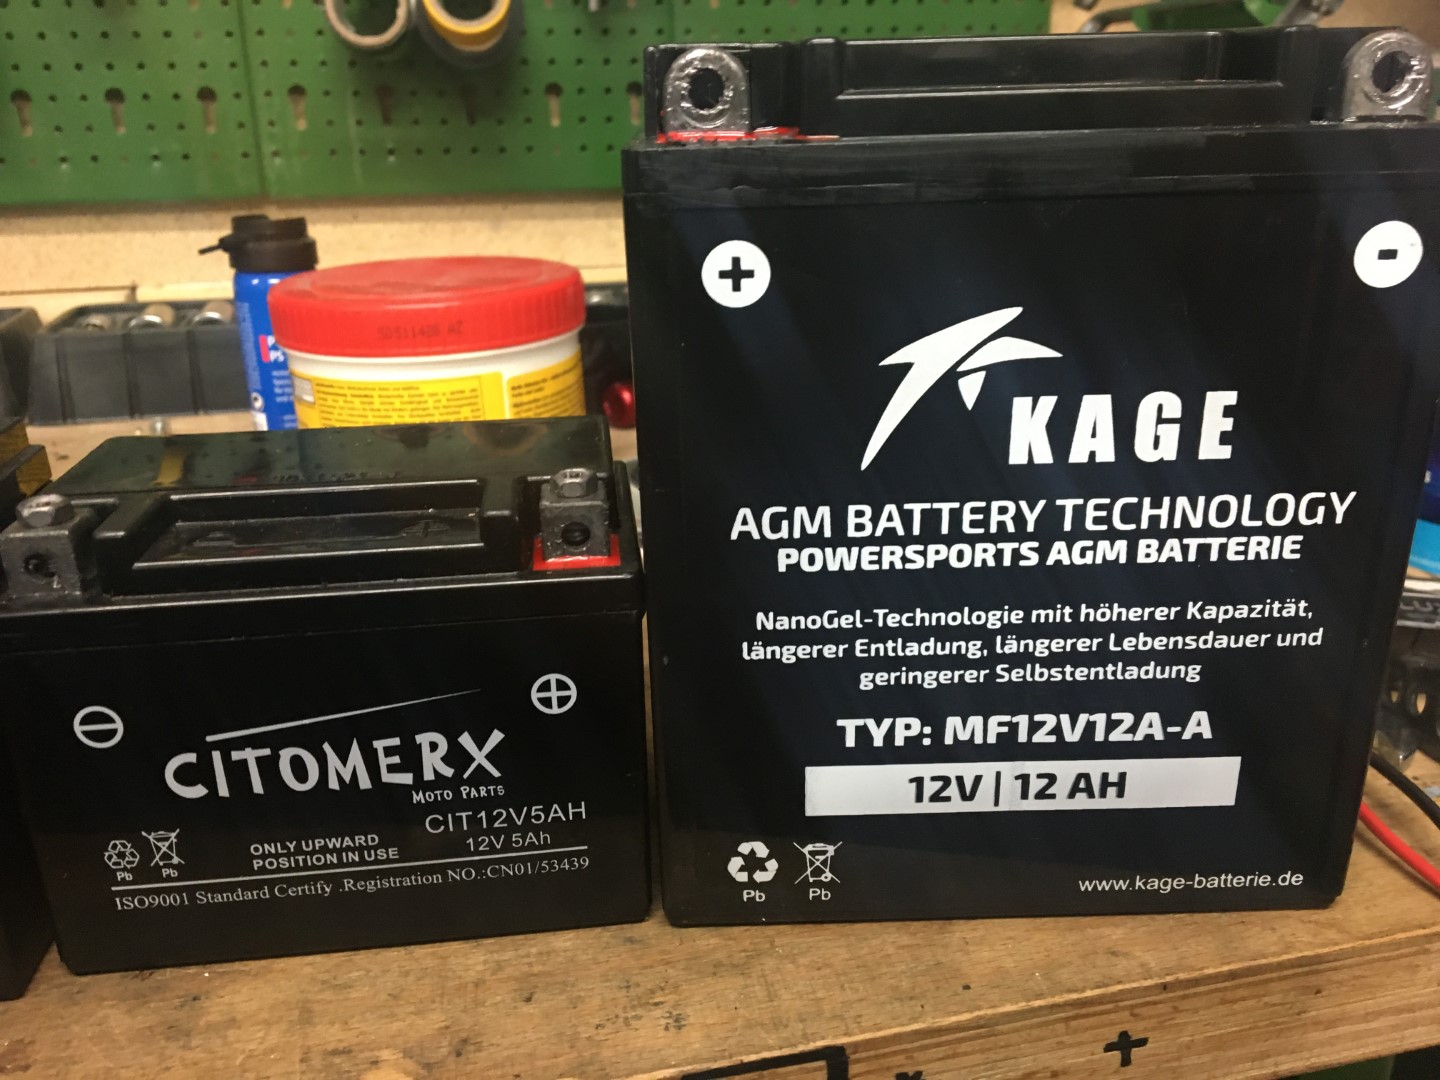 KAGE
AGM BATTERY TECHNOLOGY
POWERSPORTS AGM BATTERIE
NanoGel-Technologie mit höherer Kapazität,
längerer Entladung, längerer Lebensdauer und
geringerer Selbstentladung
TYP: MF12V12A-A
12V | 12 AH
Pb Pb
www.kage-batterie.de
CITOMERX
MOTO PARTS
CIT12V5AH
12V 5Ah
ONLY UPWARD
POSITION IN USE
Pb Pb
ISO9001 Standard Certify .Registration NO.:CN01/53439